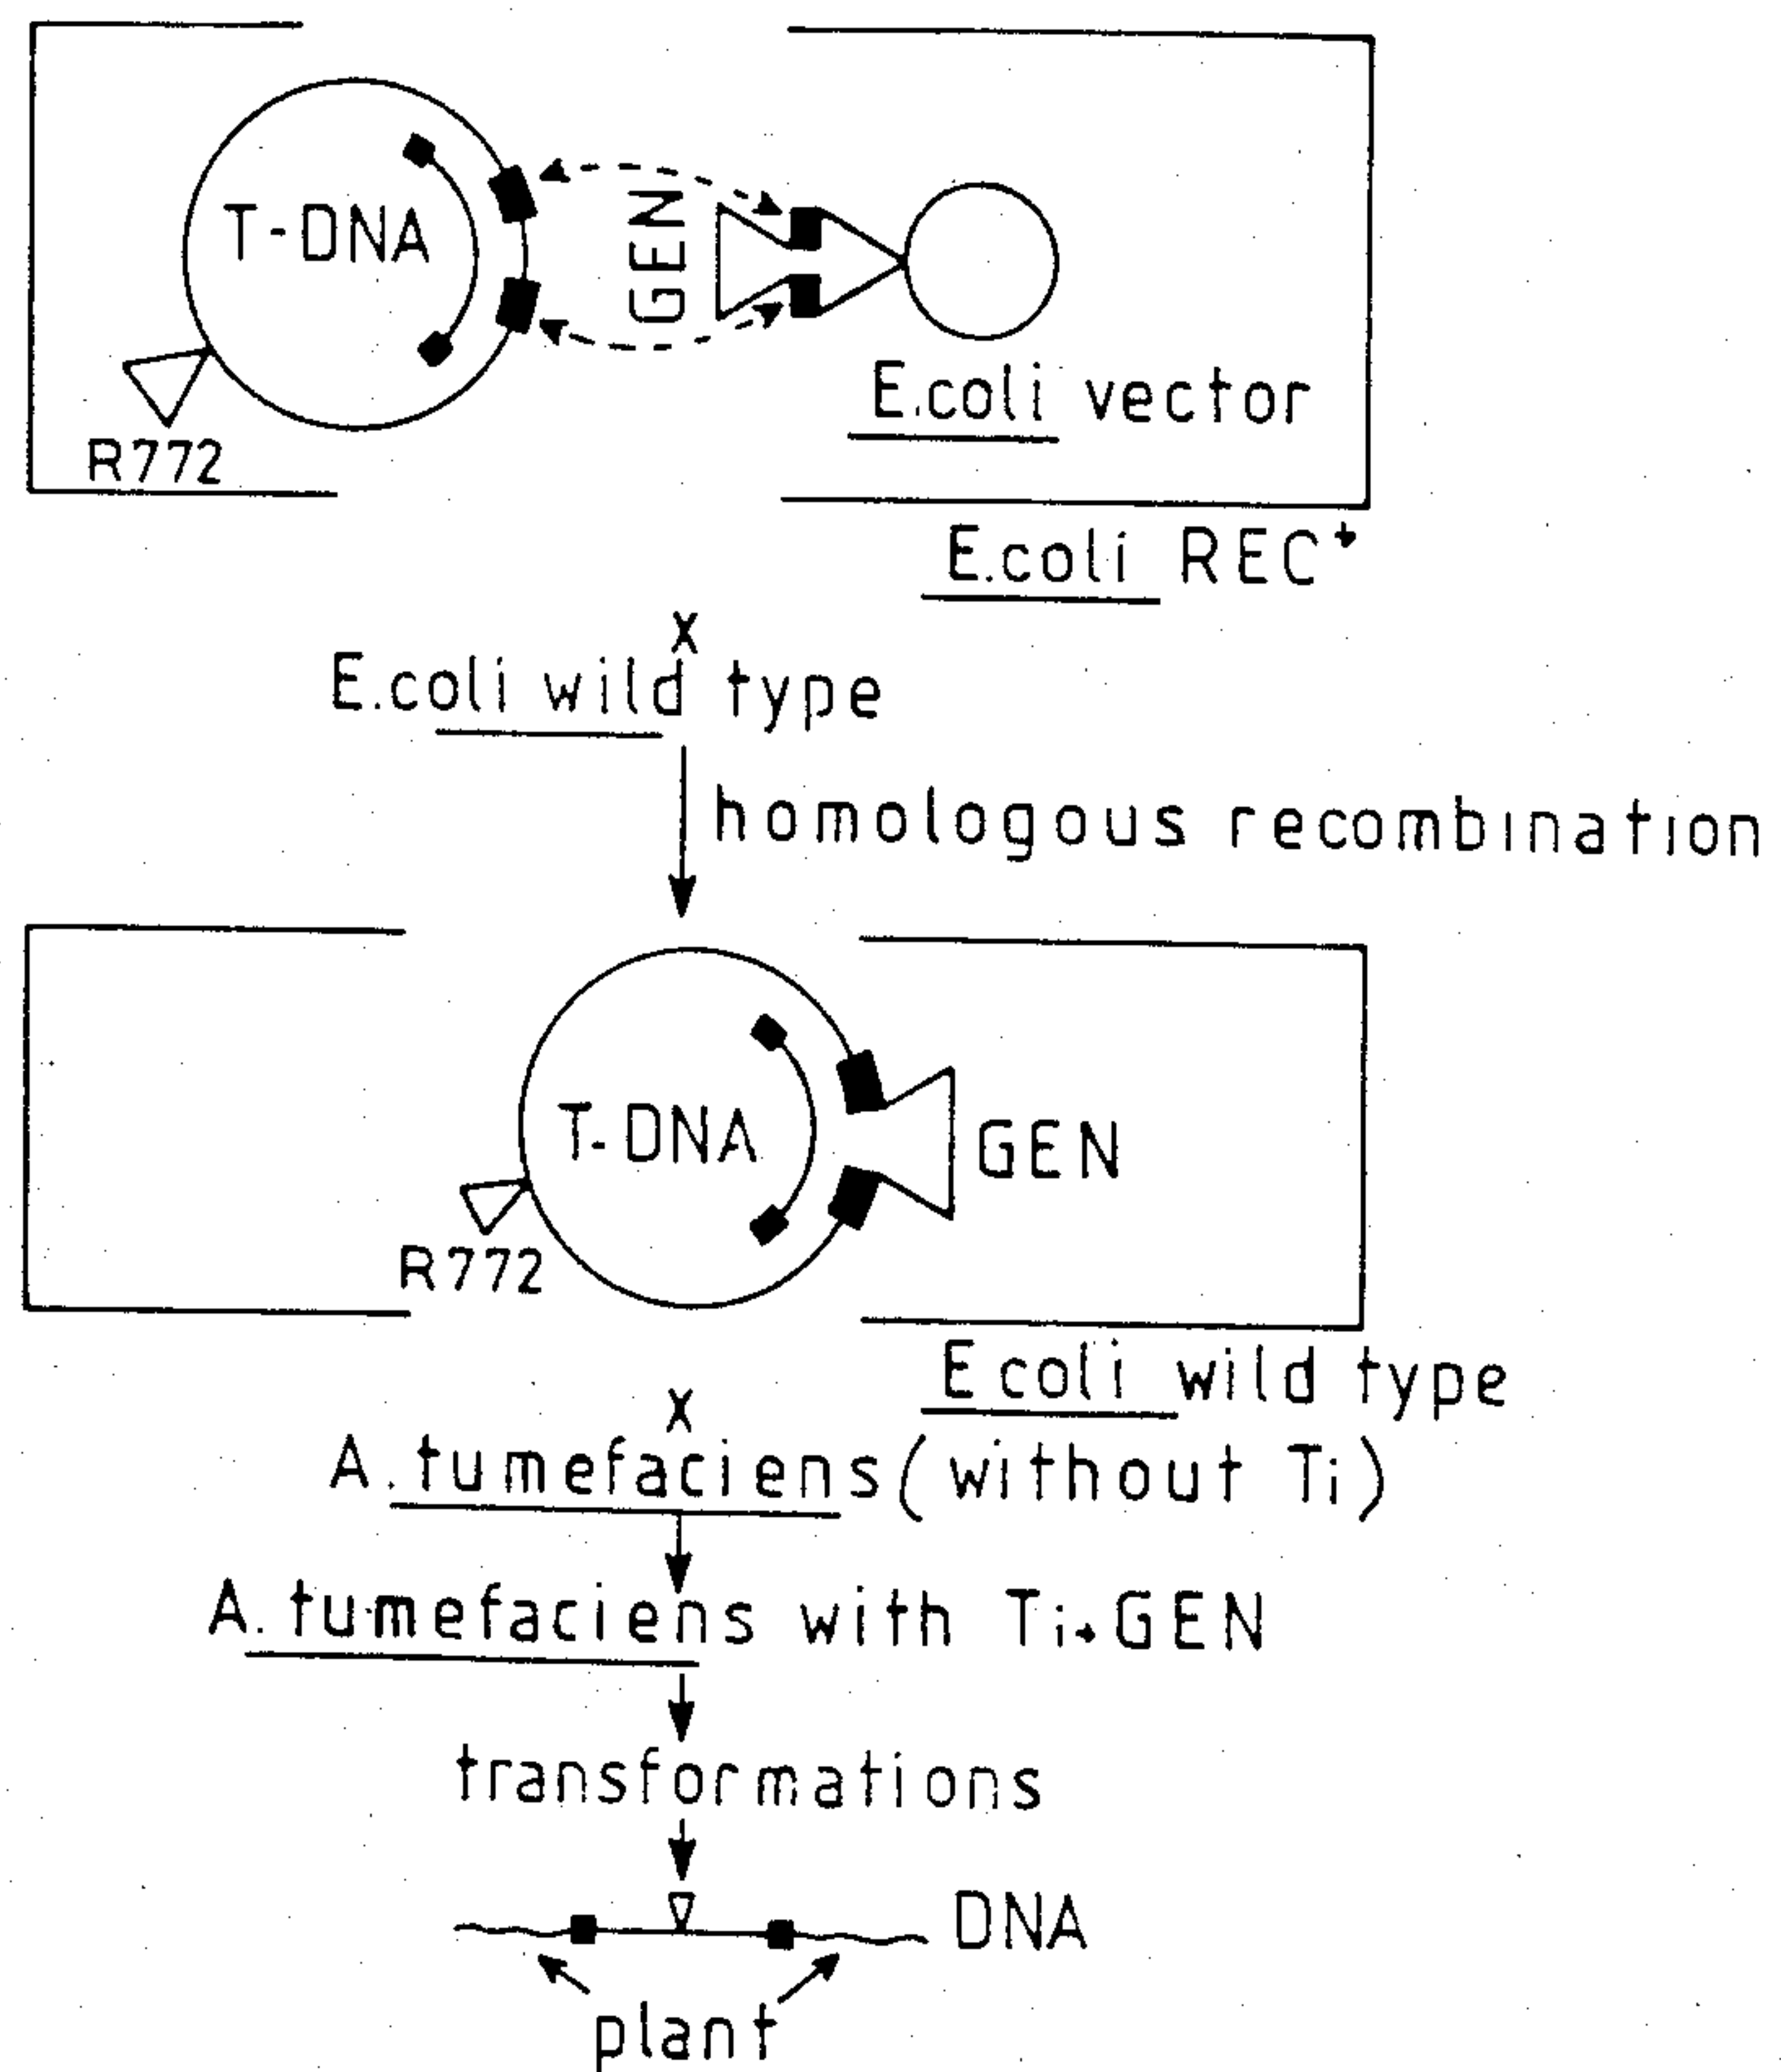 T-DNA
GEN
R772
E.coli vector
E.coli REC+
x
E.coli wild type
homologous recombination
T-DNA
GEN
R772
E coli wild type
x
A.tumefaciens (without Ti)
A.tumefaciens with Ti+GEN
transformations
DNA
plant